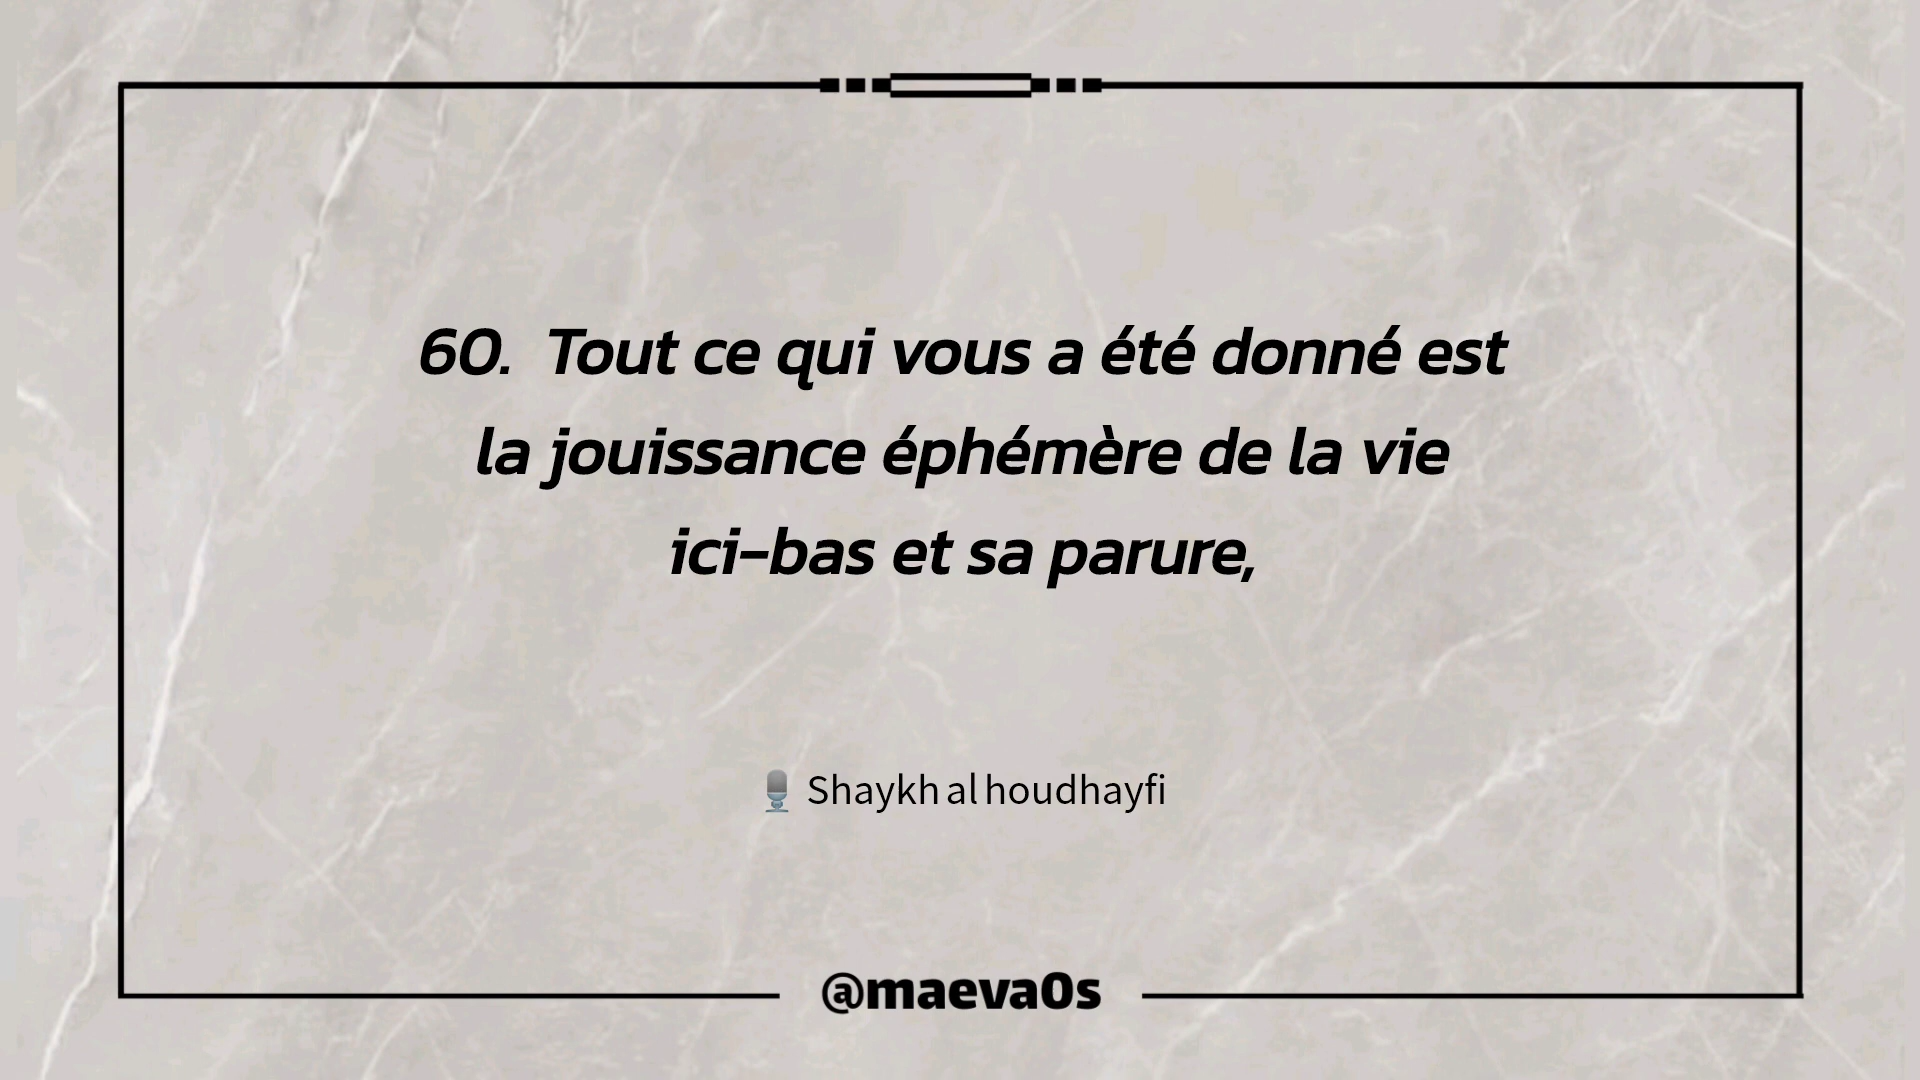 60. Tout ce qui vous a été donné est
la jouissance éphémère de la vie
ici-bas et sa parure,
🎙️ Shaykh al houdhayfi
@maeva0s